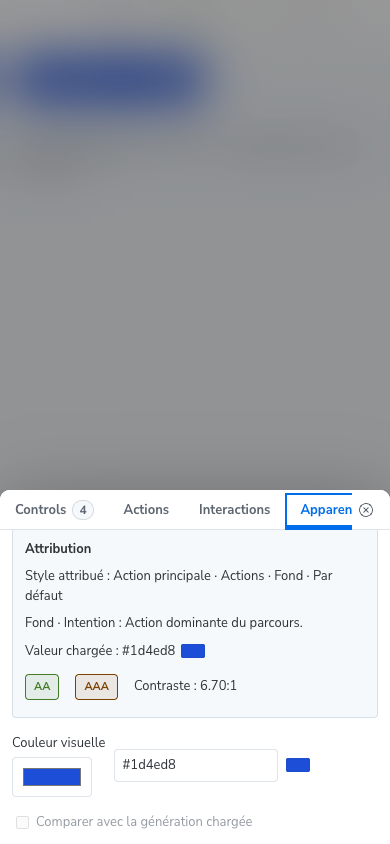 Controls 4 Actions Interactions Apparen
Attribution
Style attribué : Action principale · Actions · Fond · Par
défaut
Fond · Intention : Action dominante du parcours.
Valeur chargée : #1d4ed8
AA AAA Contraste : 6.70:1
Couleur visuelle
#1d4ed8
Comparer avec la génération chargée